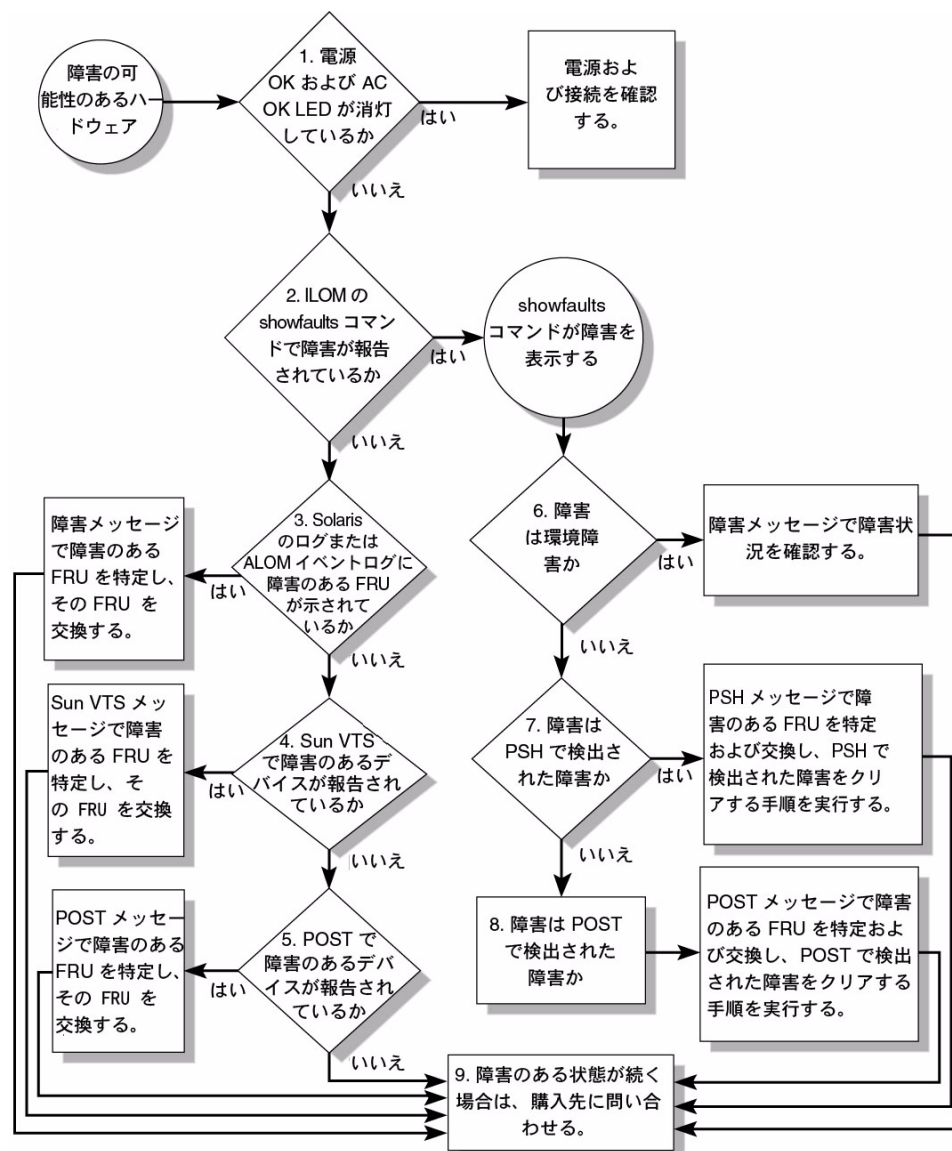 障害の可
能性のあるハー
ドウェア
1. 電源
OK および AC
OK LED が消灯
しているか
はい
電源およ
び接続を確認
する。
いいえ
2. ILOM の
showfaults コマン
ドで障害が報告
されているか
はい
showfaults
コマンドが障害を
表示する
いいえ
3. Solaris
のログまたは
ALOM イベントログに
障害のある FRU
が示されて
いるか
はい
障害メッセージ
で障害のある
FRU を特定し、
その FRU を
交換する。
いいえ
4. Sun VTS
で障害のあるデ
バイスが報告され
ているか
はい
Sun VTS メッ
セージで障害
のある FRU を
特定し、そ
の FRU を交換
する。
いいえ
5. POST で
障害のあるデバ
イスが報告され
ているか
はい
POST メッセー
ジで障害のある
FRU を特定し、
その FRU を
交換する。
いいえ
6. 障害
は環境障
害か
はい
障害メッセージで障害状
況を確認する。
いいえ
7. 障害は
PSH で検出さ
れた障害か
はい
PSH メッセージで障
害のある FRU を特定
および交換し、PSH で
検出された障害をクリ
アする手順を実行する。
いいえ
8. 障害は POST
で検出された
障害か
POST メッセージで障害
のある FRU を特定およ
び交換し、POST で検出
された障害をクリアする
手順を実行する。
9. 障害のある状態が続く
場合は、購入先に問い合
わせる。